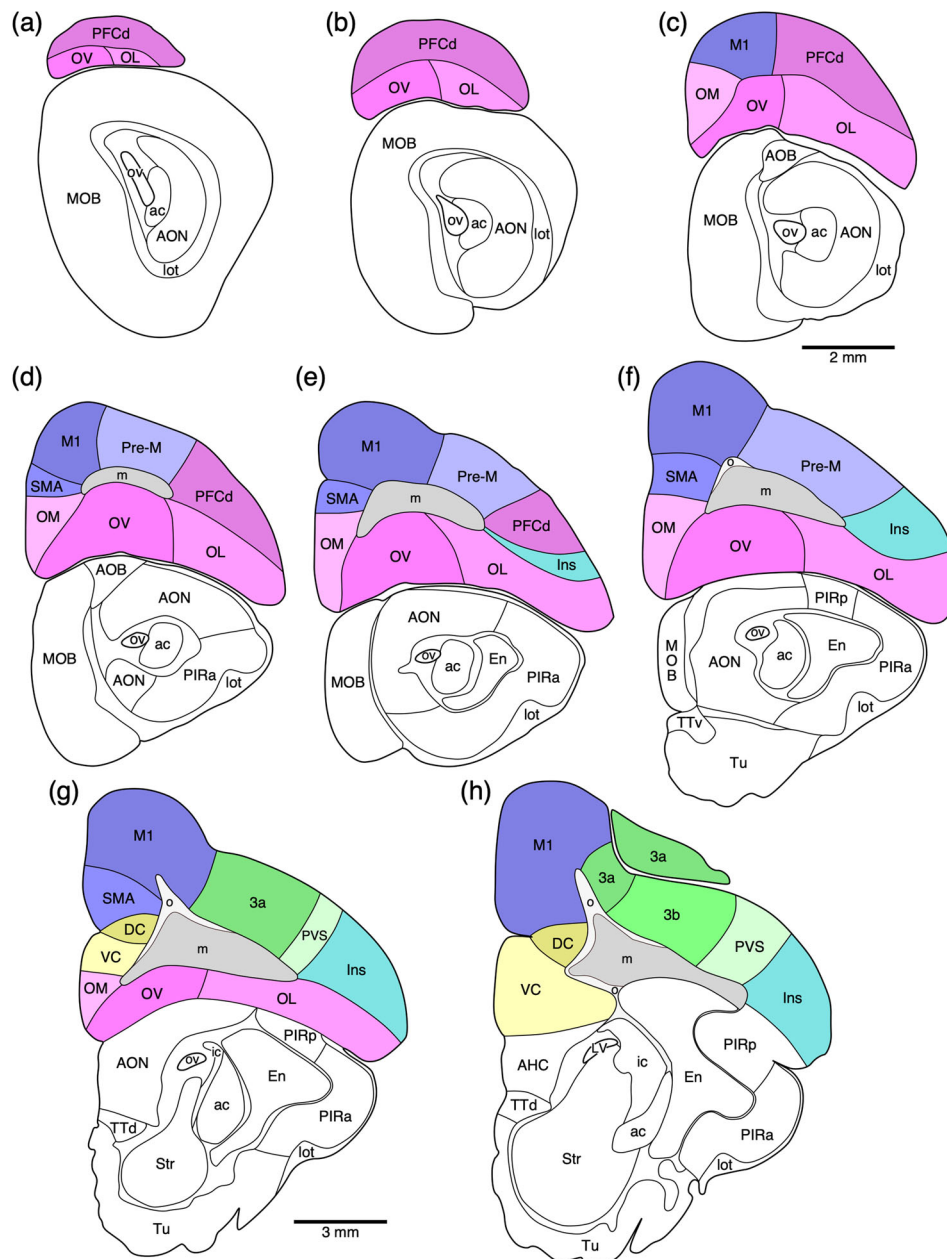 (a)
PFCd
OV OL
MOB
ov
ac
AON
lot
(b)
PFCd
OV OL
MOB
ov ac AON lot
(c)
M1 PFCd
OM OV OL
AOB
MOB
ov ac AON
lot
2 mm
(d)
M1 Pre-M
SMA m PFCd
OM OV OL
AOB
AON
MOB ov ac
AON PIRa lot
(e)
M1
Pre-M
SMA m
OM PFCd
OV Ins
OL
AON
ov En
MOB ac PIRa
lot
(f)
M1
o Pre-M
SMA m
OM Ins
OV OL
PIRp
MOB
AON ov ac En PIRa
TTv lot
Tu
(g)
M1
SMA 3a
o
DC PVS
VC m Ins
OM OV OL
AON PIRp
ov ic En
ac
TTd PIRa
Str lot
Tu
3 mm
(h)
M1 3a
3a
o 3b
DC PVS
m
VC Ins
o
AHC LV ic PIRp
TTd En
ac PIRa
Str lot
Tu